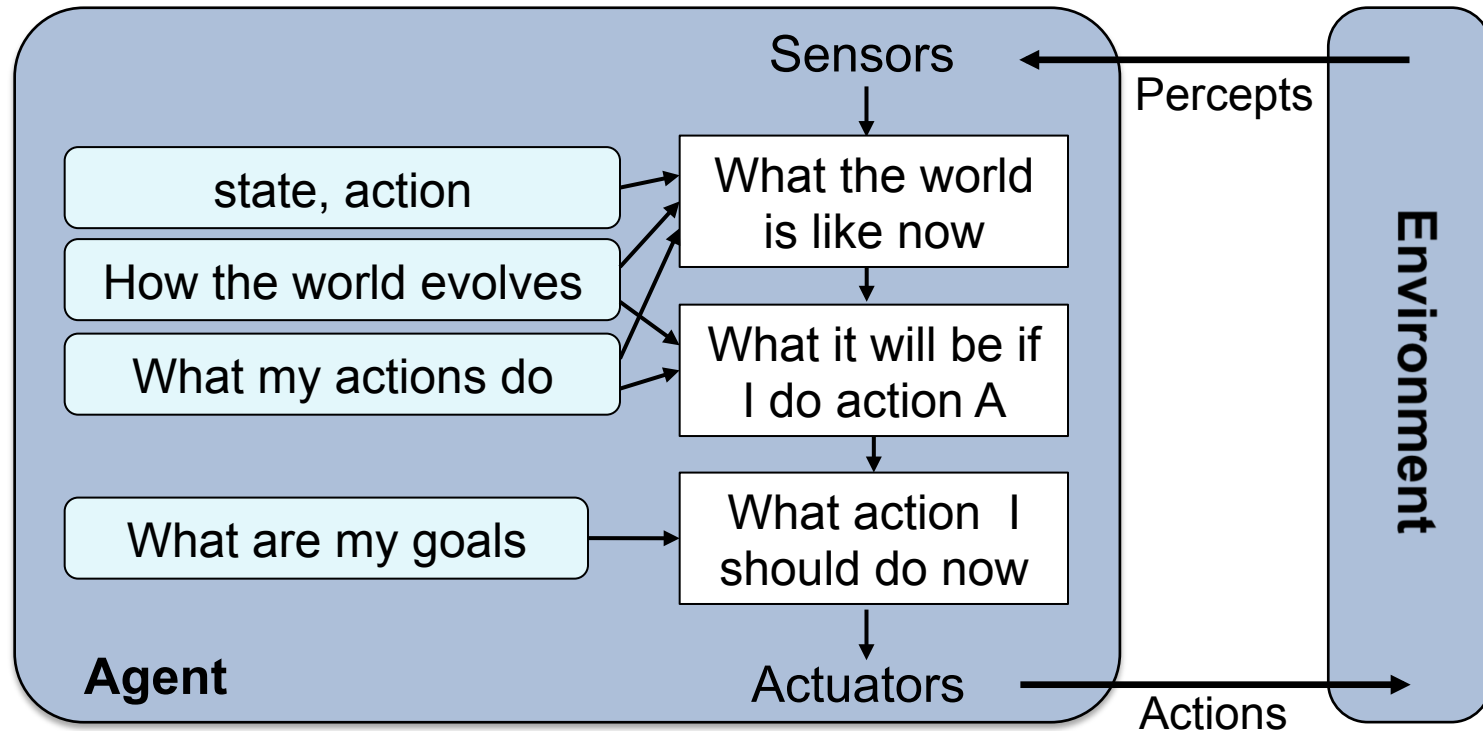 Sensors
Percepts
state, action
What the world
is like now
How the world evolves
What my actions do
What it will be if
I do action A
What are my goals
What action I
should do now
Agent
Actuators
Actions
Environment